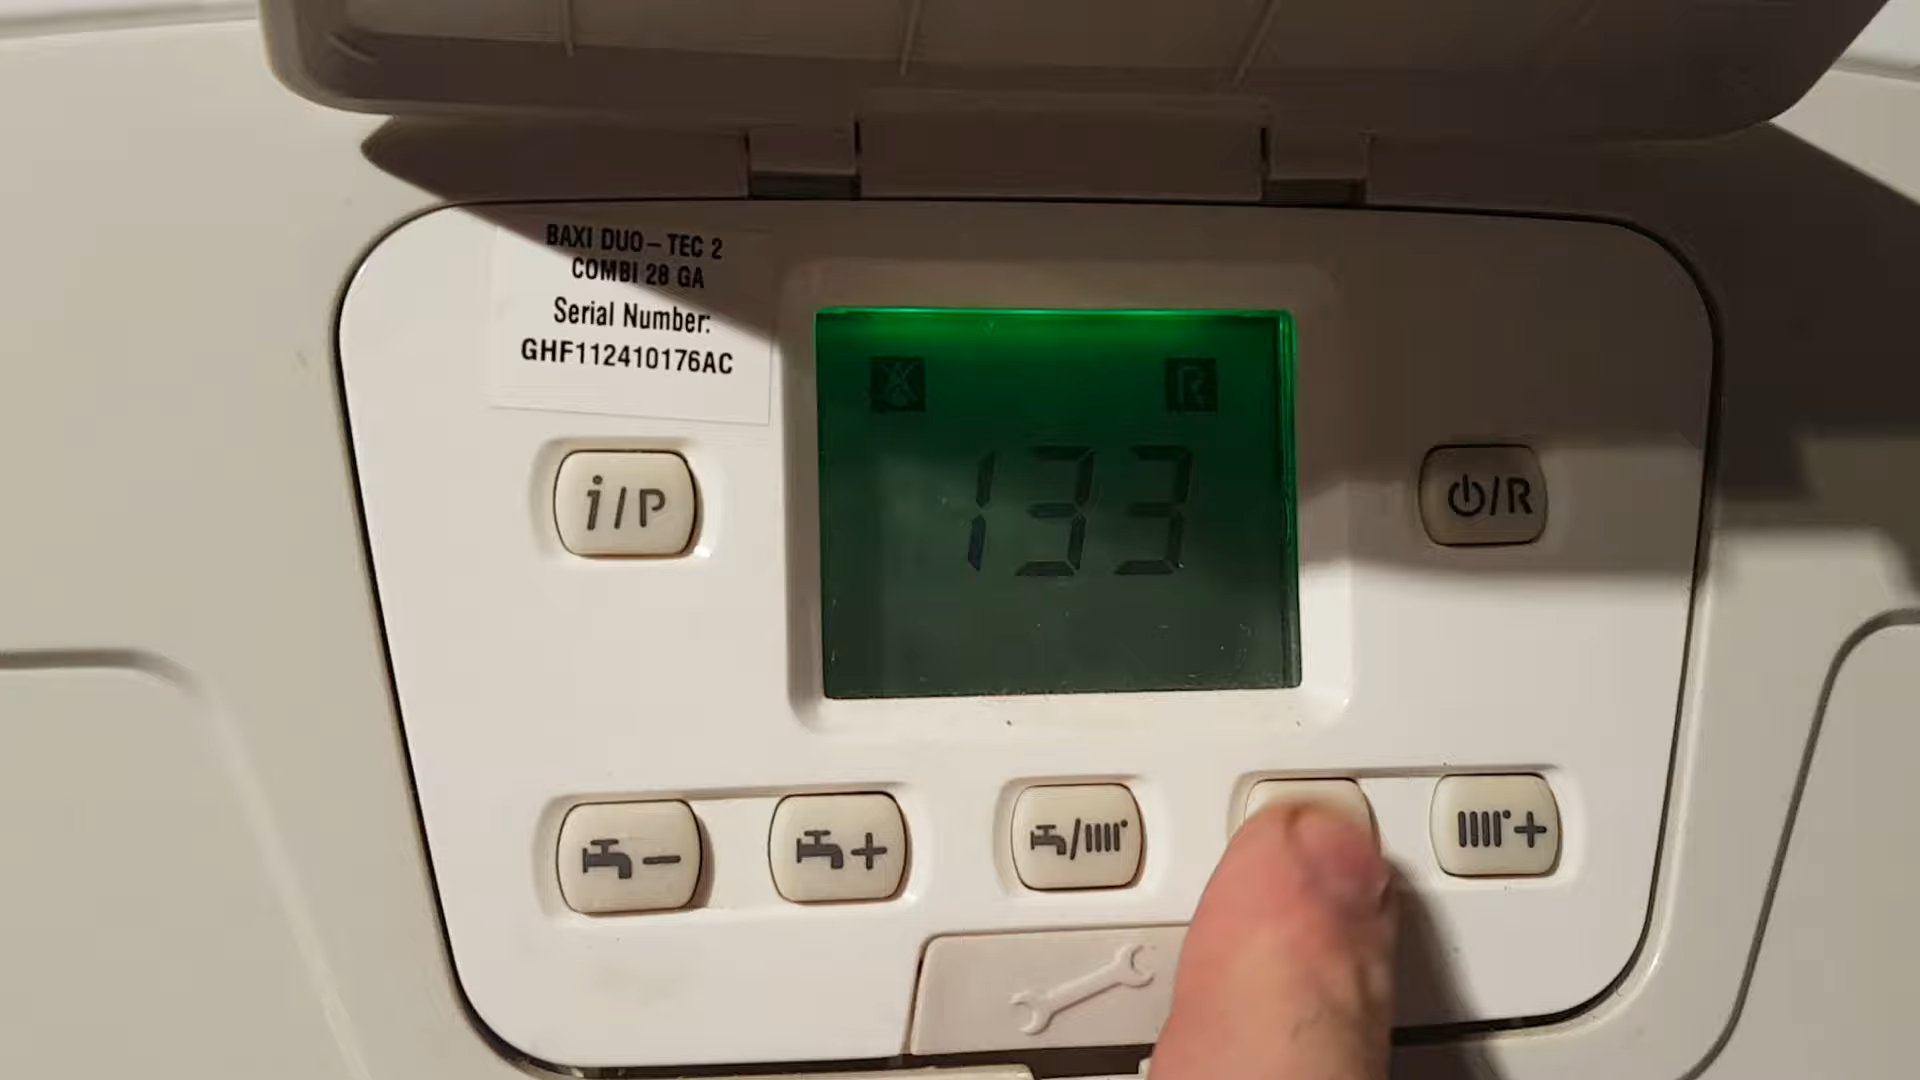 BAXI DUO-TEC 2
COMBI 28 GA
Serial Number:
GHF112410176AC
R
133
i/P
⏻/R